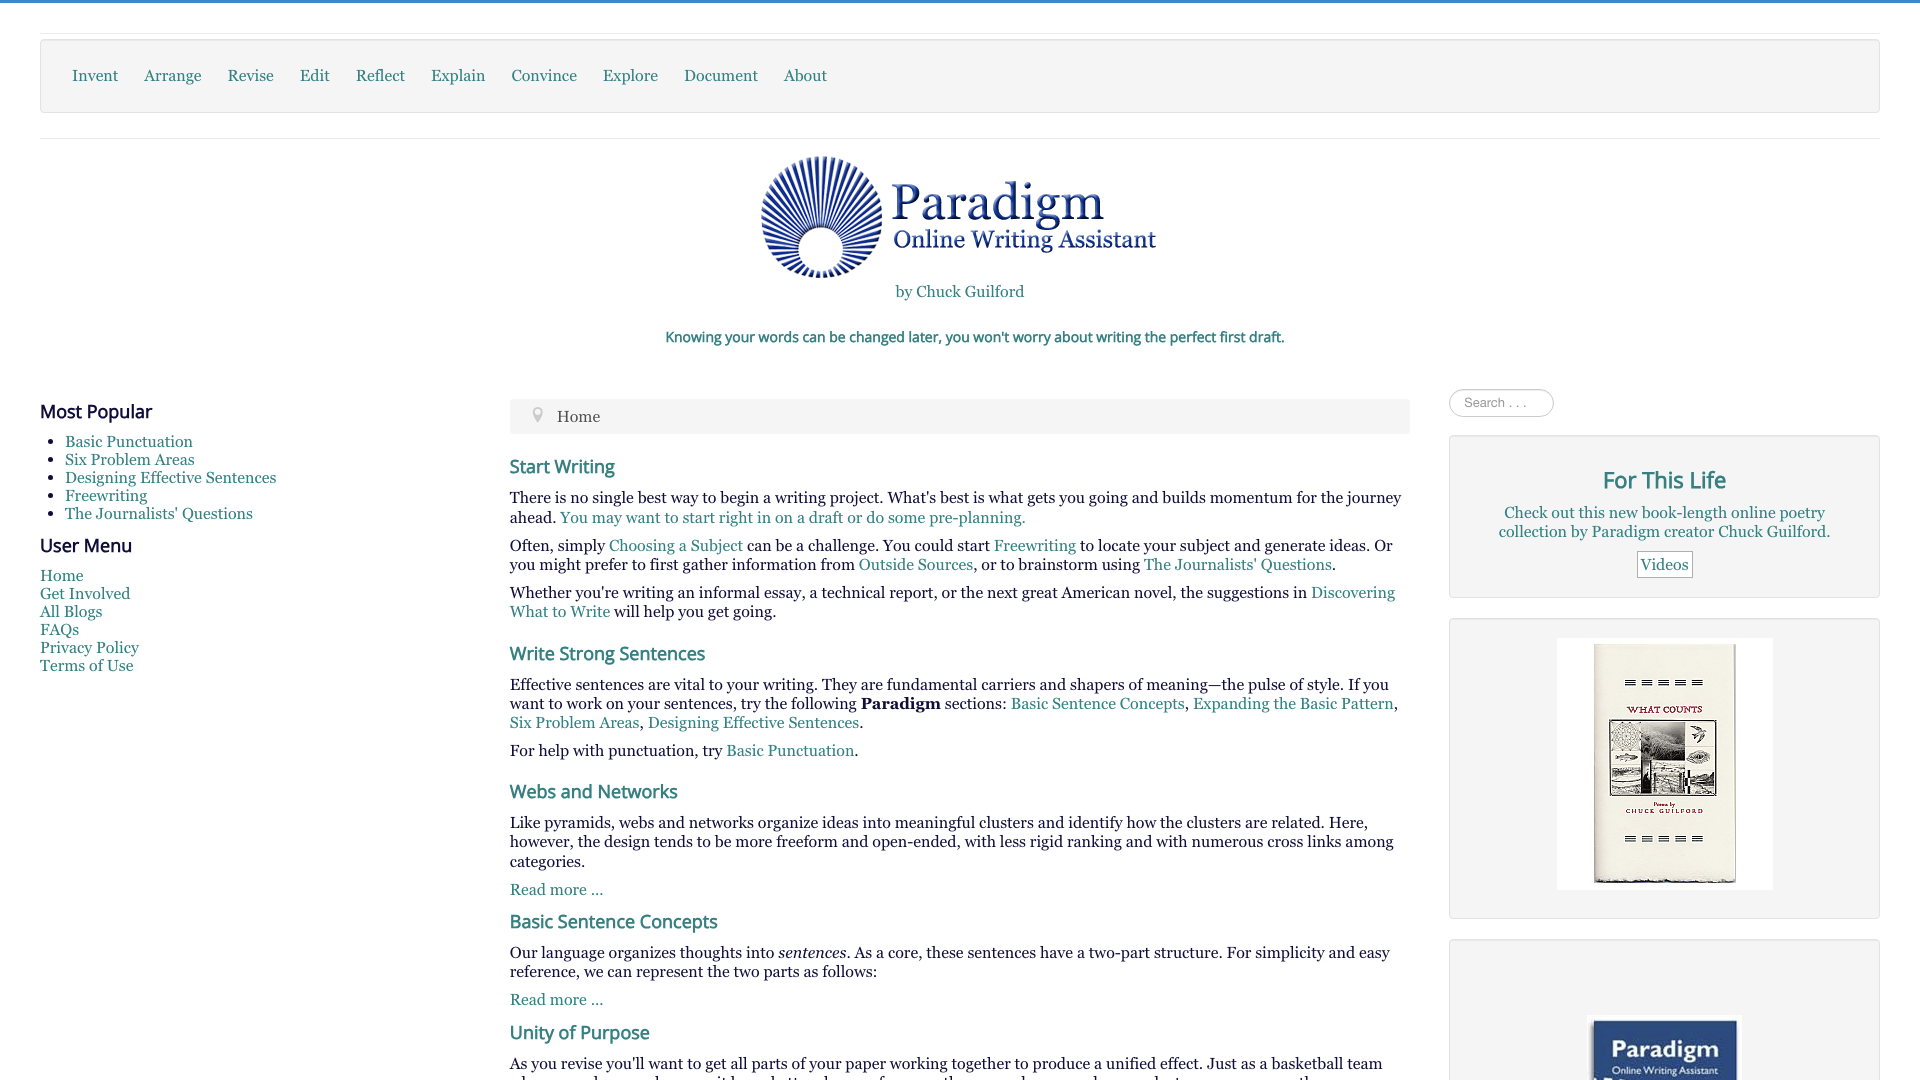 Invent Arrange Revise Edit Reflect Explain Convince Explore Document About
Paradigm
Online Writing Assistant
by Chuck Guilford
Knowing your words can be changed later, you won't worry about writing the perfect first draft.
Most Popular
Basic Punctuation
Six Problem Areas
Designing Effective Sentences
Freewriting
The Journalists' Questions
User Menu
Home
Get Involved
All Blogs
FAQs
Privacy Policy
Terms of Use
Home
Start Writing
There is no single best way to begin a writing project. What's best is what gets you going and builds momentum for the journey
ahead. You may want to start right in on a draft or do some pre-planning.
Often, simply Choosing a Subject can be a challenge. You could start Freewriting to locate your subject and generate ideas. Or
you might prefer to first gather information from Outside Sources, or to brainstorm using The Journalists' Questions.
Whether you're writing an informal essay, a technical report, or the next great American novel, the suggestions in Discovering
What to Write will help you get going.
Write Strong Sentences
Effective sentences are vital to your writing. They are fundamental carriers and shapers of meaning—the pulse of style. If you
want to work on your sentences, try the following Paradigm sections: Basic Sentence Concepts, Expanding the Basic Pattern,
Six Problem Areas, Designing Effective Sentences.
For help with punctuation, try Basic Punctuation.
Webs and Networks
Like pyramids, webs and networks organize ideas into meaningful clusters and identify how the clusters are related. Here,
however, the design tends to be more freeform and open-ended, with less rigid ranking and with numerous cross links among
categories.
Read more ...
Basic Sentence Concepts
Our language organizes thoughts into sentences. As a core, these sentences have a two-part structure. For simplicity and easy
reference, we can represent the two parts as follows:
Read more ...
Unity of Purpose
As you revise you'll want to get all parts of your paper working together to produce a unified effect. Just as a basketball team
Search . . .
For This Life
Check out this new book-length online poetry
collection by Paradigm creator Chuck Guilford.
Videos
WHAT COUNTS
Poems by
CHUCK GUILFORD
Paradigm
Online Writing Assistant